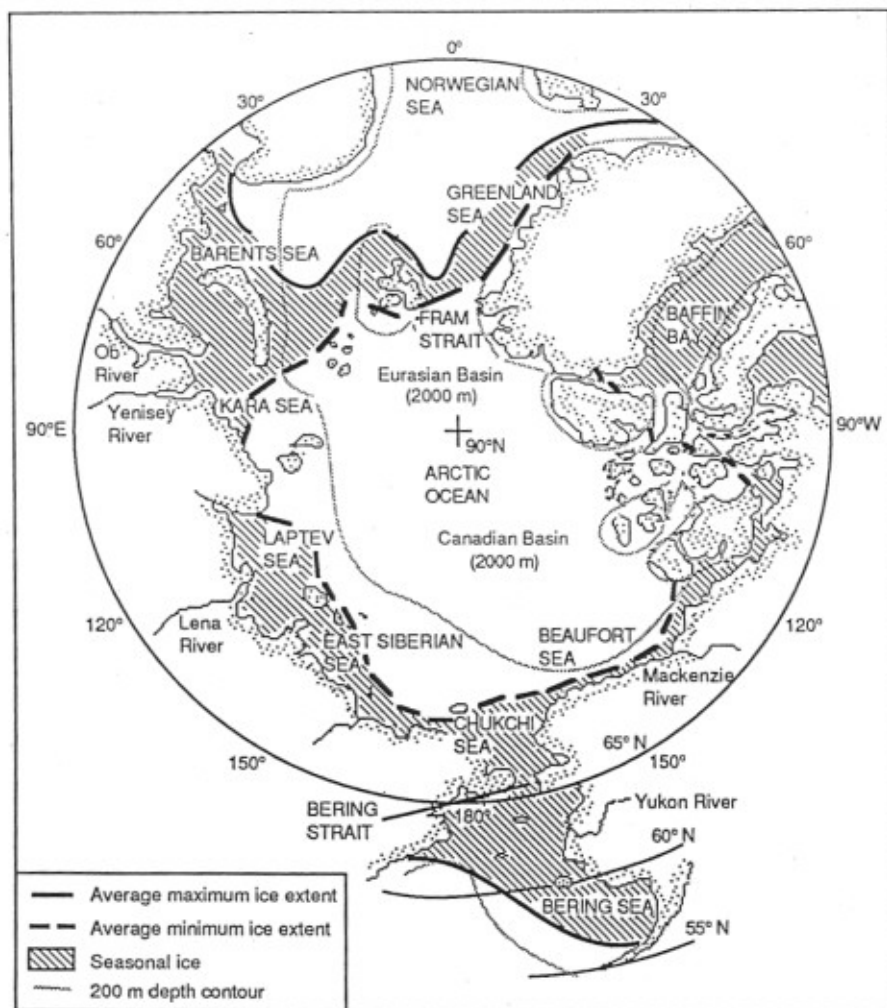 0°
30°
30°
NORWEGIAN
SEA
GREENLAND
SEA
60°
60°
BARENTS SEA
BAFFIN
BAY
FRAM
STRAIT
Ob
River
Eurasian Basin
(2000 m)
KARA SEA
Yenisey
River
90°E
90°W
90°N
ARCTIC
OCEAN
LAPTEV
SEA
Canadian Basin
(2000 m)
120°
120°
Lena
River
EAST SIBERIAN
SEA
BEAUFORT
SEA
Mackenzie
River
CHUKCHI
SEA
65° N
150°
150°
BERING
STRAIT
180°
Yukon River
60° N
BERING SEA
55° N
Average maximum ice extent
Average minimum ice extent
Seasonal ice
200 m depth contour